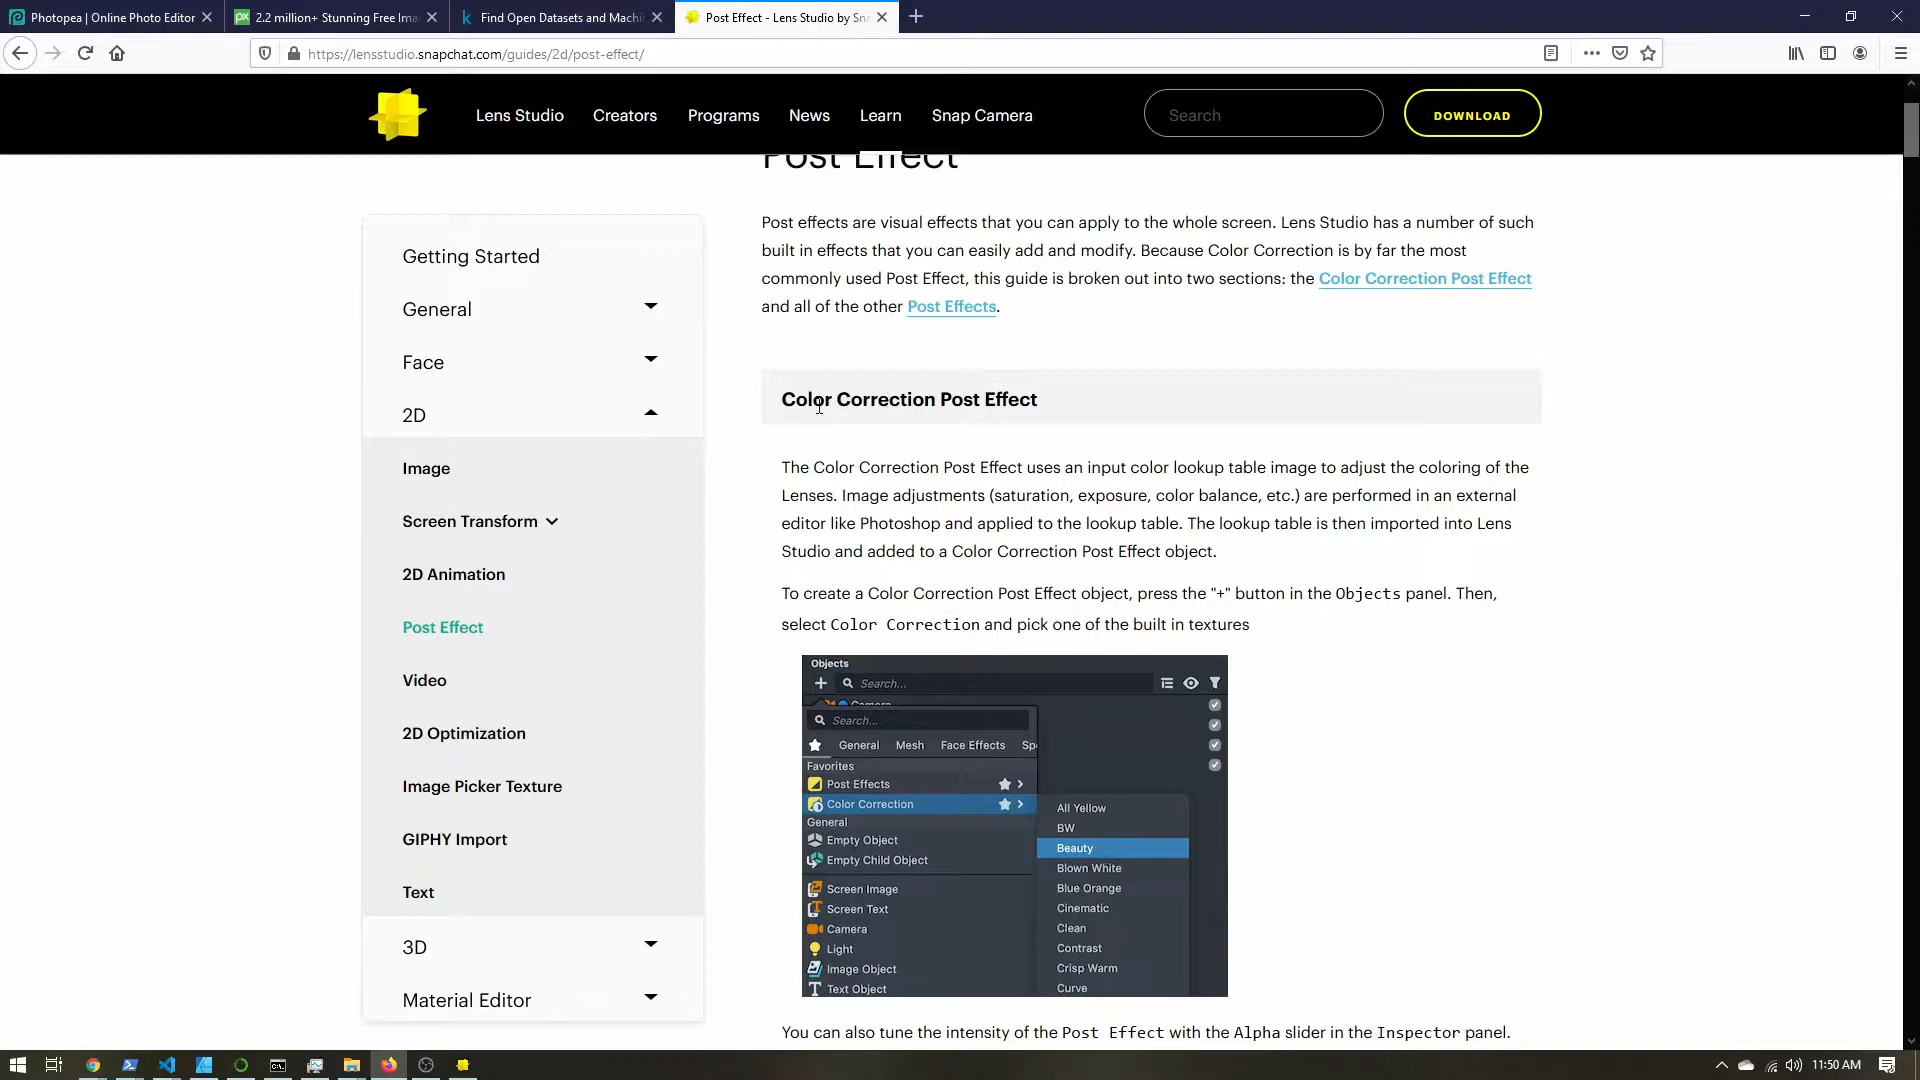 Photopea | Online Photo Editor
2.2 million+ Stunning Free Ima
Find Open Datasets and Machi
Post Effect - Lens Studio by Sna
https://lensstudio.snapchat.com/guides/2d/post-effect/
Lens Studio
Creators
Programs
News
Learn
Snap Camera
Search
DOWNLOAD
Post Effect
Post effects are visual effects that you can apply to the whole screen. Lens Studio has a number of such
built in effects that you can easily add and modify. Because Color Correction is by far the most
commonly used Post Effect, this guide is broken out into two sections: the Color Correction Post Effect
and all of the other Post Effects.
Getting Started
General
Face
2D
Image
Screen Transform
2D Animation
Post Effect
Video
2D Optimization
Image Picker Texture
GIPHY Import
Text
3D
Material Editor
Color Correction Post Effect
The Color Correction Post Effect uses an input color lookup table image to adjust the coloring of the
Lenses. Image adjustments (saturation, exposure, color balance, etc.) are performed in an external
editor like Photoshop and applied to the lookup table. The lookup table is then imported into Lens
Studio and added to a Color Correction Post Effect object.
To create a Color Correction Post Effect object, press the "+" button in the Objects panel. Then,
select Color Correction and pick one of the built in textures
Objects
+ Search...
Camera
Search...
General Mesh Face Effects Sp
Favorites
Post Effects
Color Correction
General
Empty Object
Empty Child Object
Screen Image
Screen Text
Camera
Light
Image Object
Text Object
All Yellow
BW
Beauty
Blown White
Blue Orange
Cinematic
Clean
Contrast
Crisp Warm
Curve
You can also tune the intensity of the Post Effect with the Alpha slider in the Inspector panel.
11:50 AM